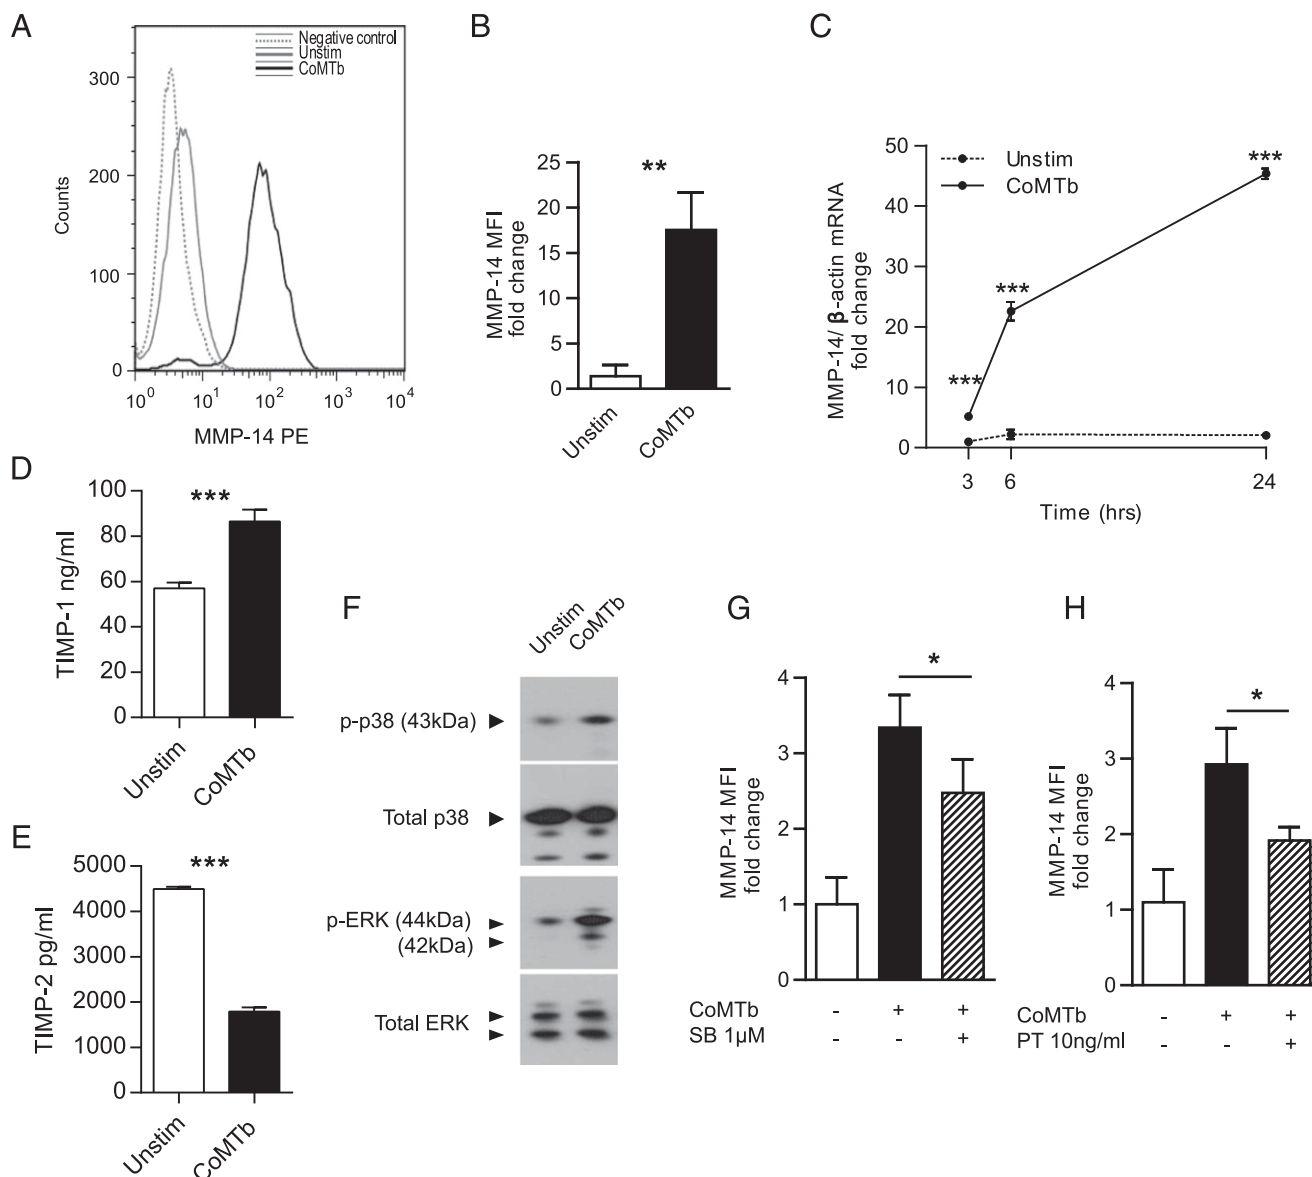 A
Negative control
Unstim
CoMTb
300
200
100
0
Counts
10^0 10^1 10^2 10^3 10^4
MMP-14 PE
B
MMP-14 MFI
fold change
25
20
15
10
5
0
**
Unstim
CoMTb
C
MMP-14/ β-actin mRNA
fold change
50
40
30
20
10
0
Unstim
CoMTb
***
***
***
3 6 24
Time (hrs)
D
TIMP-1 ng/ml
100
80
60
40
20
0
***
Unstim
CoMTb
E
TIMP-2 pg/ml
5000
4000
3000
2000
1000
0
***
Unstim
CoMTb
F
Unstim
CoMTb
p-p38 (43kDa)
Total p38
p-ERK (44kDa)
(42kDa)
Total ERK
G
MMP-14 MFI
fold change
4
3
2
1
0
*
CoMTb - + +
SB 1µM - - +
H
MMP-14 MFI
fold change
4
3
2
1
0
*
CoMTb - + +
PT 10ng/ml - - +